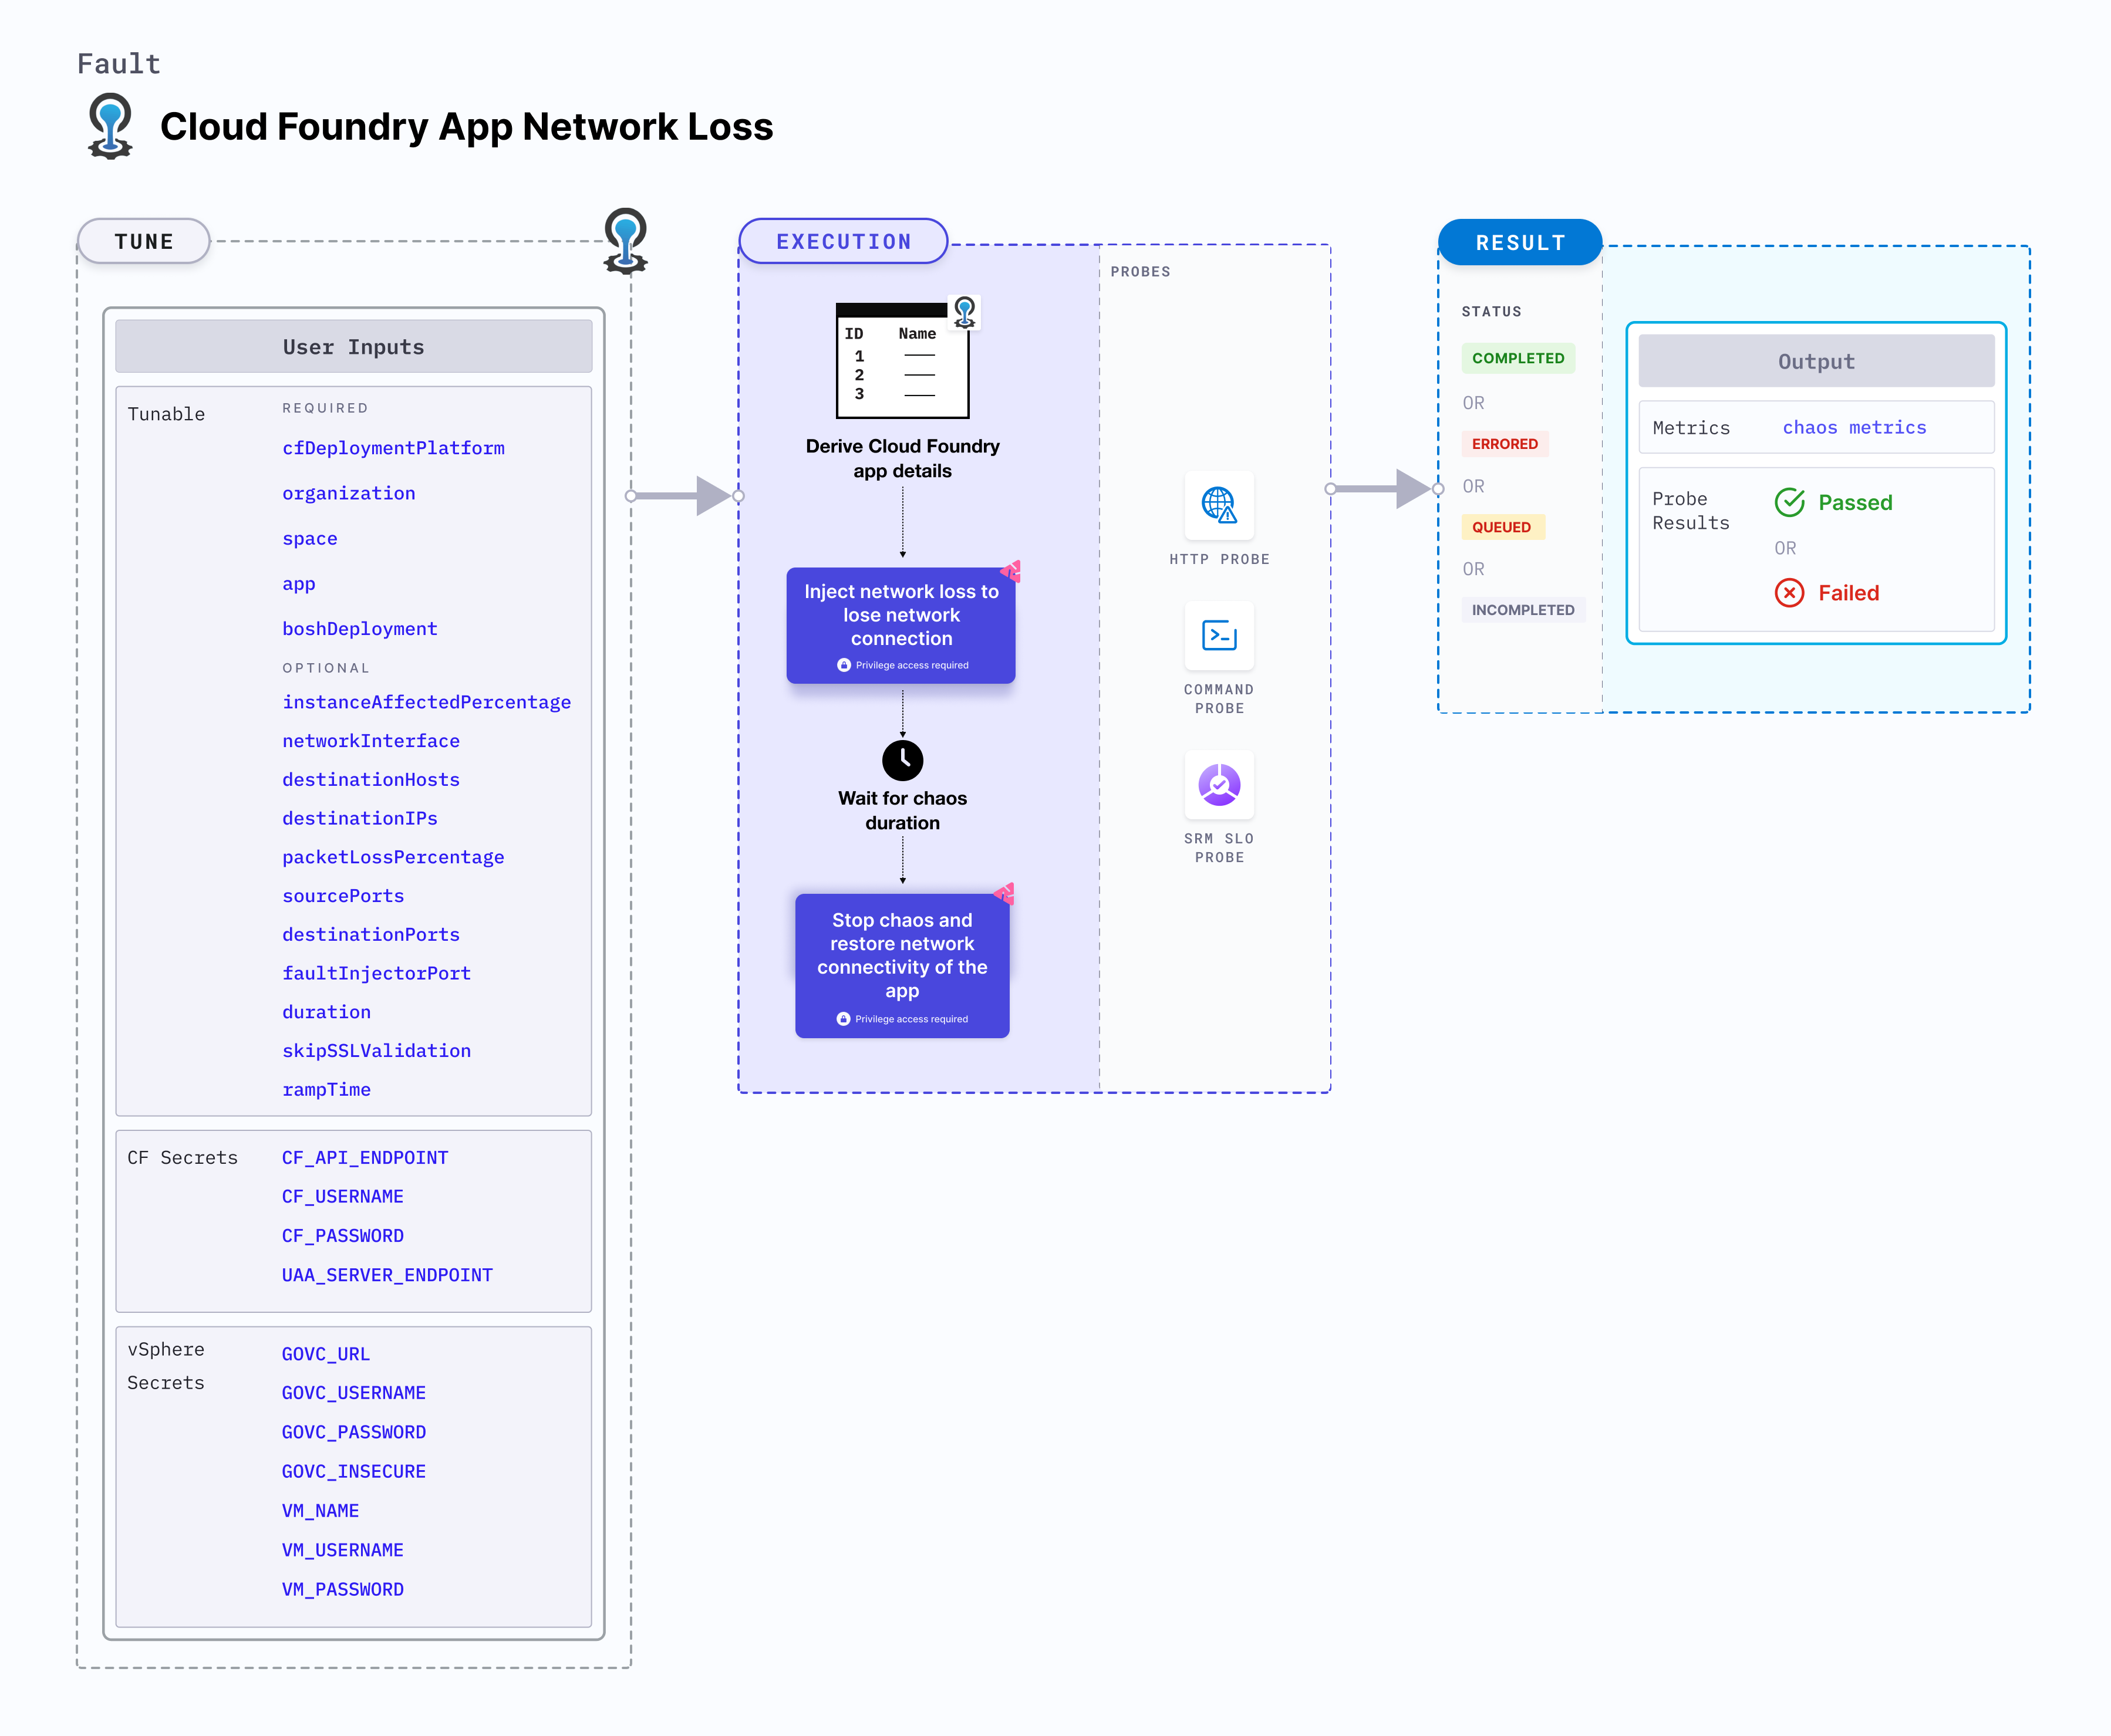 Fault
Cloud Foundry App Network Loss
TUNE
User Inputs
Tunable
REQUIRED
cfDeploymentPlatform
organization
space
app
boshDeployment
OPTIONAL
instanceAffectedPercentage
networkInterface
destinationHosts
destinationIPs
packetLossPercentage
sourcePorts
destinationPorts
faultInjectorPort
duration
skipSSLValidation
rampTime
CF Secrets
CF_API_ENDPOINT
CF_USERNAME
CF_PASSWORD
UAA_SERVER_ENDPOINT
vSphere
Secrets
GOVC_URL
GOVC_USERNAME
GOVC_PASSWORD
GOVC_INSECURE
VM_NAME
VM_USERNAME
VM_PASSWORD
EXECUTION
ID Name
1
2
3
Derive Cloud Foundry
app details
Inject network loss to
lose network
connection
Privilege access required
Wait for chaos
duration
Stop chaos and
restore network
connectivity of the
app
Privilege access required
PROBES
HTTP PROBE
COMMAND
PROBE
SRM SLO
PROBE
RESULT
STATUS
COMPLETED
OR
ERRORED
OR
QUEUED
OR
INCOMPLETED
Output
Metrics chaos metrics
Probe
Results
Passed
OR
Failed